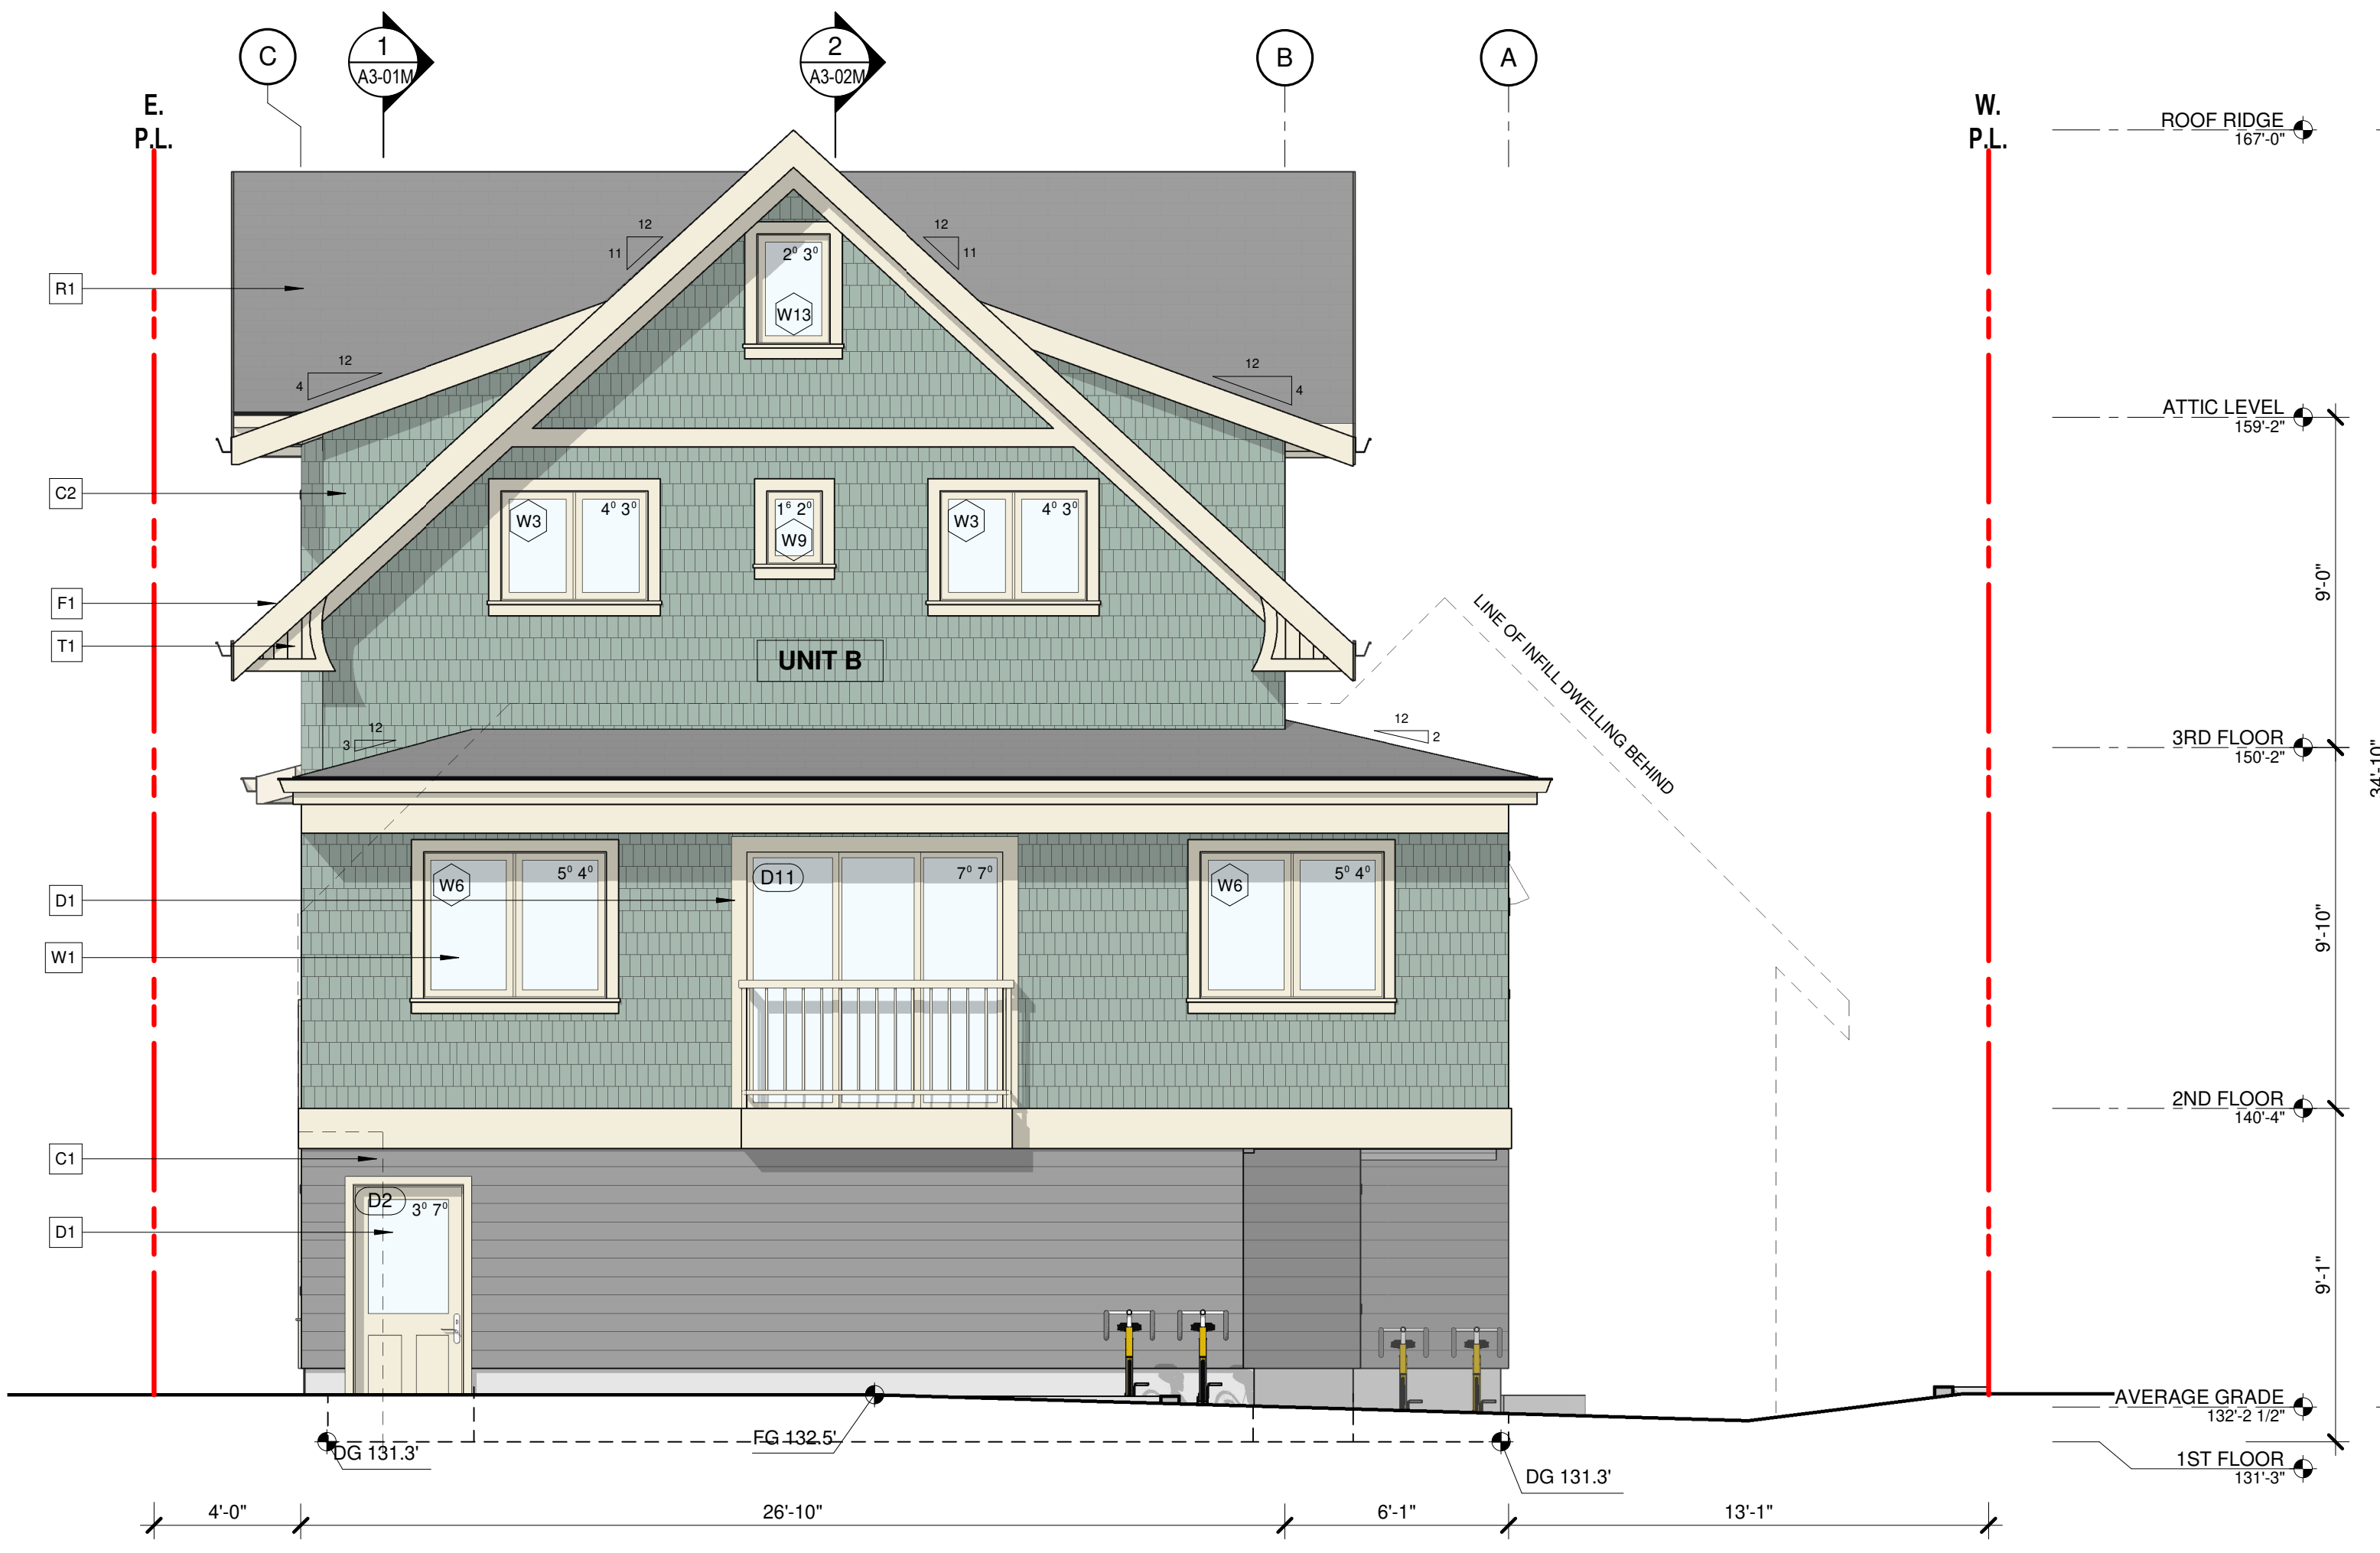 C
1
A3-01M
2
A3-02M
B
A
E.
P.L.
W.
P.L.
ROOF RIDGE
167'-0"
12
11
12
11
2⁰ 3⁰
W13
R1
12
4
12
4
ATTIC LEVEL
159'-2"
C2
W3
4⁰ 3⁰
1⁶ 2⁰
W9
W3
4⁰ 3⁰
9'-0"
F1
T1
UNIT B
LINE OF INFILL DWELLING BEHIND
12
3
12
2
3RD FLOOR
150'-2"
34'-10"
D1
W6
5⁰ 4⁰
D11
7⁰ 7⁰
W6
5⁰ 4⁰
9'-10"
W1
2ND FLOOR
140'-4"
C1
D2
3⁰ 7⁰
D1
9'-1"
AVERAGE GRADE
132'-2 1/2"
FG 132.5'
DG 131.3'
DG 131.3'
1ST FLOOR
131'-3"
4'-0"
26'-10"
6'-1"
13'-1"